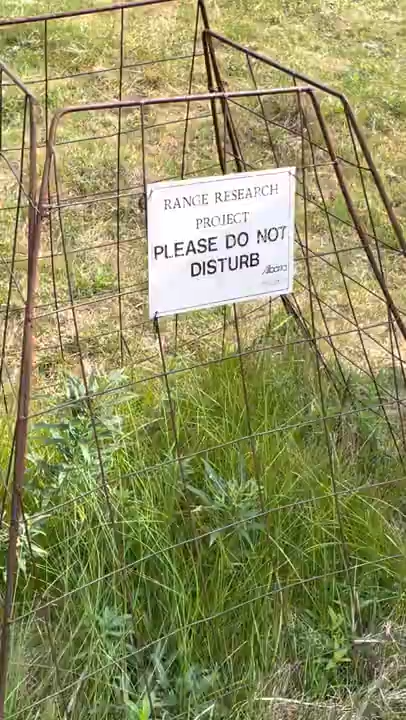 RANGE RESEARCH
PROJECT
PLEASE DO NOT
DISTURB
Alberta